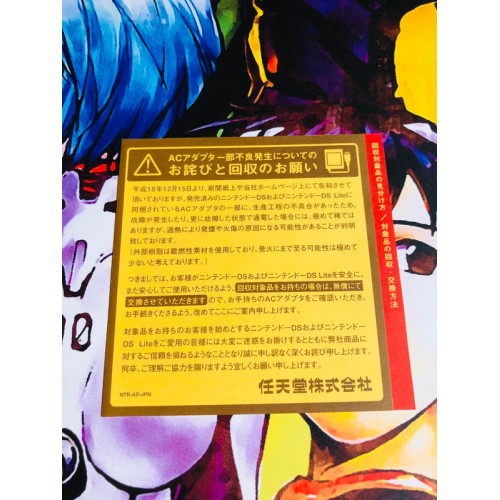 ACアダプタ一部不良発生についての
お詫びと回収のお願い
平成18年12月15日より、新聞紙上や当社ホームページ上にて告知させて
頂いておりますが、発売済みのニンテンドーDSおよびニンテンドーDS Liteに
同梱されているACアダプタの一部に、生産工程の不具合があったため、
故障が発生したり、更に故障した状態で通電した場合には、極めて稀では
ありますが、過熱により発煙や火傷の原因になる可能性があることが判明
致しております。
(外部樹脂は難燃性素材を使用しており、発火にまで至る可能性は極めて
少ないと考えております。)
つきましては、お客様がニンテンドーDSおよびニンテンドーDS Liteを安全に、
また安心してご使用いただけるよう、回収対象品をお持ちの場合は、無償にて
交換させていただきますので、お手持ちのACアダプタをご確認いただき、
お手続きくださるよう、改めてここにご案内申し上げます。
対象品をお持ちのお客様を始めとするニンテンドーDSおよびニンテンドー
DS Liteをご愛用の皆様には大変ご迷惑をお掛けするとともに弊社商品に
対するご信頼を損ねるようなこととなり誠に申し訳なく深くお詫び申し上げます。
何卒、ご理解ご協力を賜りますよう宜しくお願い申し上げます。
任天堂株式会社
NTR-AD-JPN
回収対象品の見分け方/対象品の回収・交換方法